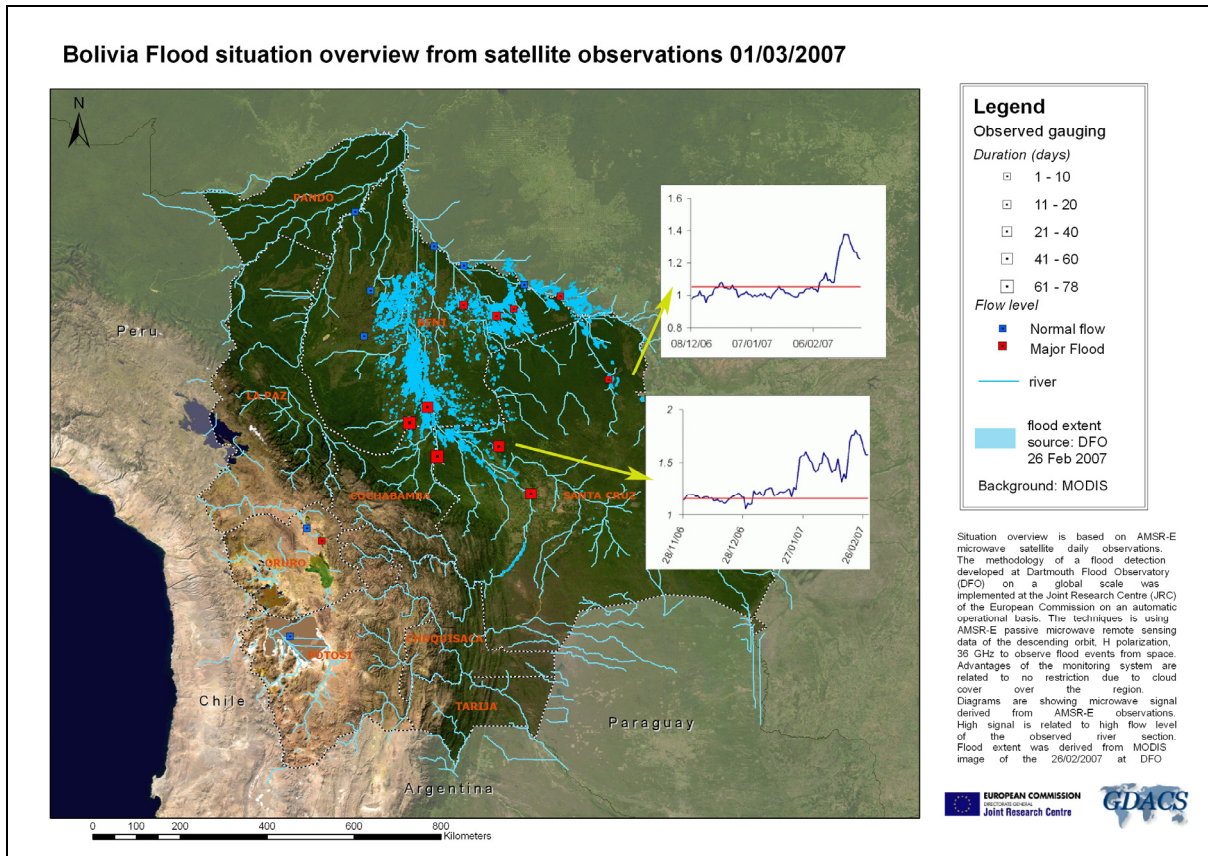 Bolivia Flood situation overview from satellite observations 01/03/2007
N
PANDO
Peru
BENI
LA PAZ
COCHABAMBA
SANTA CRUZ
ORURO
POTOSI
CHUQUISACA
TARIJA
Chile
Paraguay
Argentina
1.6
1.4
1.2
1
0.8
08/12/06 07/01/07 06/02/07
2
1.5
1
28/11/06 28/12/06 27/01/07 26/02/07
0 100 200 400 600 800
Kilometers
Legend
Observed gauging
Duration (days)
1 - 10
11 - 20
21 - 40
41 - 60
61 - 78
Flow level
Normal flow
Major Flood
river
flood extent
source: DFO
26 Feb 2007
Background: MODIS
Situation overview is based on AMSR-E
microwave satellite daily observations.
The methodology of a flood detection
developed at Dartmouth Flood Observatory
(DFO) on a global scale was
implemented at the Joint Research Centre (JRC)
of the European Commission on an automatic
operational basis. The techniques is using
AMSR-E passive microwave remote sensing
data of the descending orbit, H polarization,
36 GHz to observe flood events from space.
Advantages of the monitoring system are
related to no restriction due to cloud
cover over the region.
Diagrams are showing microwave signal
derived from AMSR-E observations.
High signal is related to high flow level
of the observed river section.
Flood extent was derived from MODIS
image of the 26/02/2007 at DFO
EUROPEAN COMMISSION
DIRECTORATE-GENERAL
Joint Research Centre
GDACS